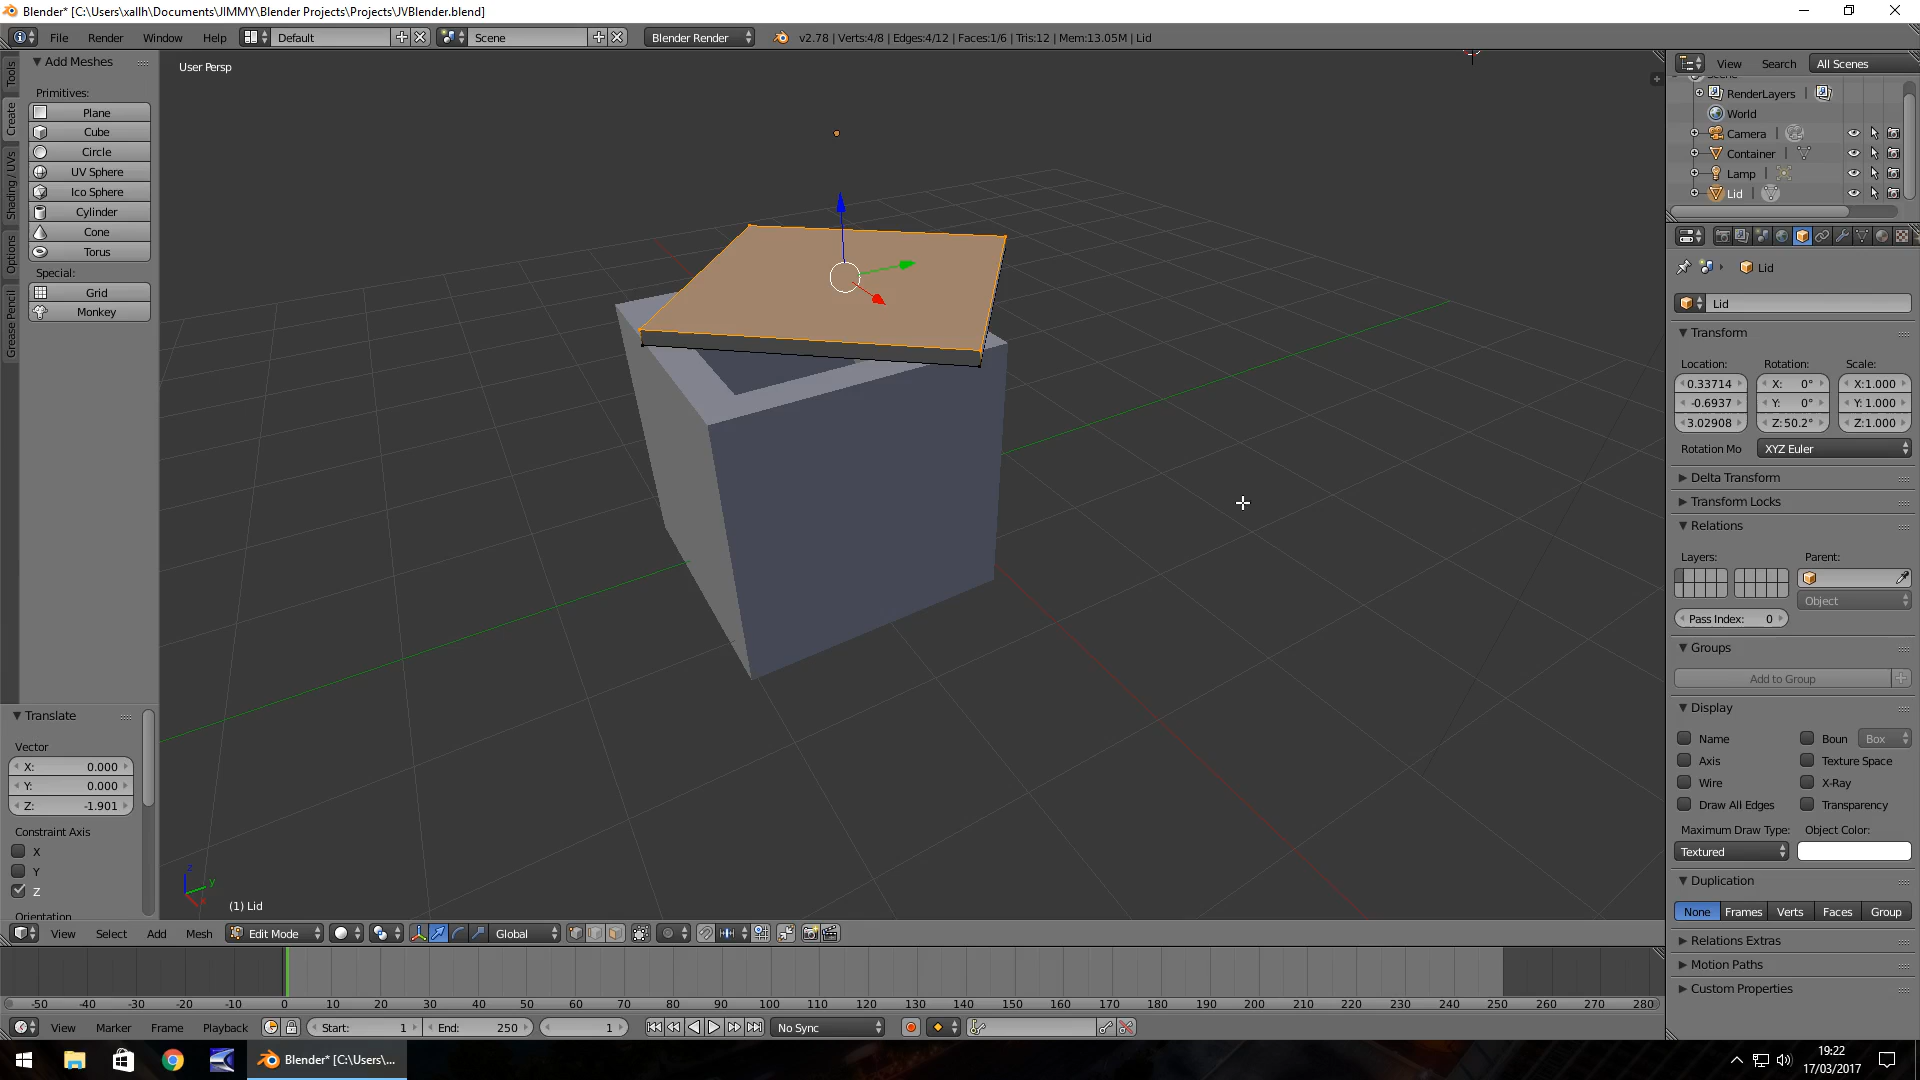 Blender* [C:\Users\xallh\Documents\JIMMY\Blender Projects\Projects\JVBlender.blend]
File Render Window Help Default Scene Blender Render v2.78 | Verts:4/8 | Edges:4/12 | Faces:1/6 | Tris:12 | Mem:13.05M | Lid
Tools
Create
Shading / UVs
Options
Grease Pencil
Add Meshes
Primitives:
Plane
Cube
Circle
UV Sphere
Ico Sphere
Cylinder
Cone
Torus
Special:
Grid
Monkey
Translate
Vector
X: 0.000
Y: 0.000
Z: -1.901
Constraint Axis
X
Y
Z
Orientation
User Persp
z
y
x
(1) Lid
View Select Add Mesh Edit Mode Global
-50 -40 -30 -20 -10 0 10 20 30 40 50 60 70 80 90 100 110 120 130 140 150 160 170 180 190 200 210 220 230 240 250 260 270 280
View Marker Frame Playback Start: 1 End: 250 1 No Sync
View Search All Scenes
Scene
RenderLayers |
World
Camera |
Container |
Lamp |
Lid |
Lid
Lid
Transform
Location: Rotation: Scale:
0.33714 X: 0° X:1.000
-0.6937 Y: 0° Y: 1.000
3.02908 Z:50.2° Z:1.000
Rotation Mo XYZ Euler
Delta Transform
Transform Locks
Relations
Layers: Parent:
Object
Pass Index: 0
Groups
Add to Group
Display
Name Boun Box
Axis Texture Space
Wire X-Ray
Draw All Edges Transparency
Maximum Draw Type: Object Color:
Textured
Duplication
None Frames Verts Faces Group
Relations Extras
Motion Paths
Custom Properties
Blender* [C:\Users\...
19:22
17/03/2017